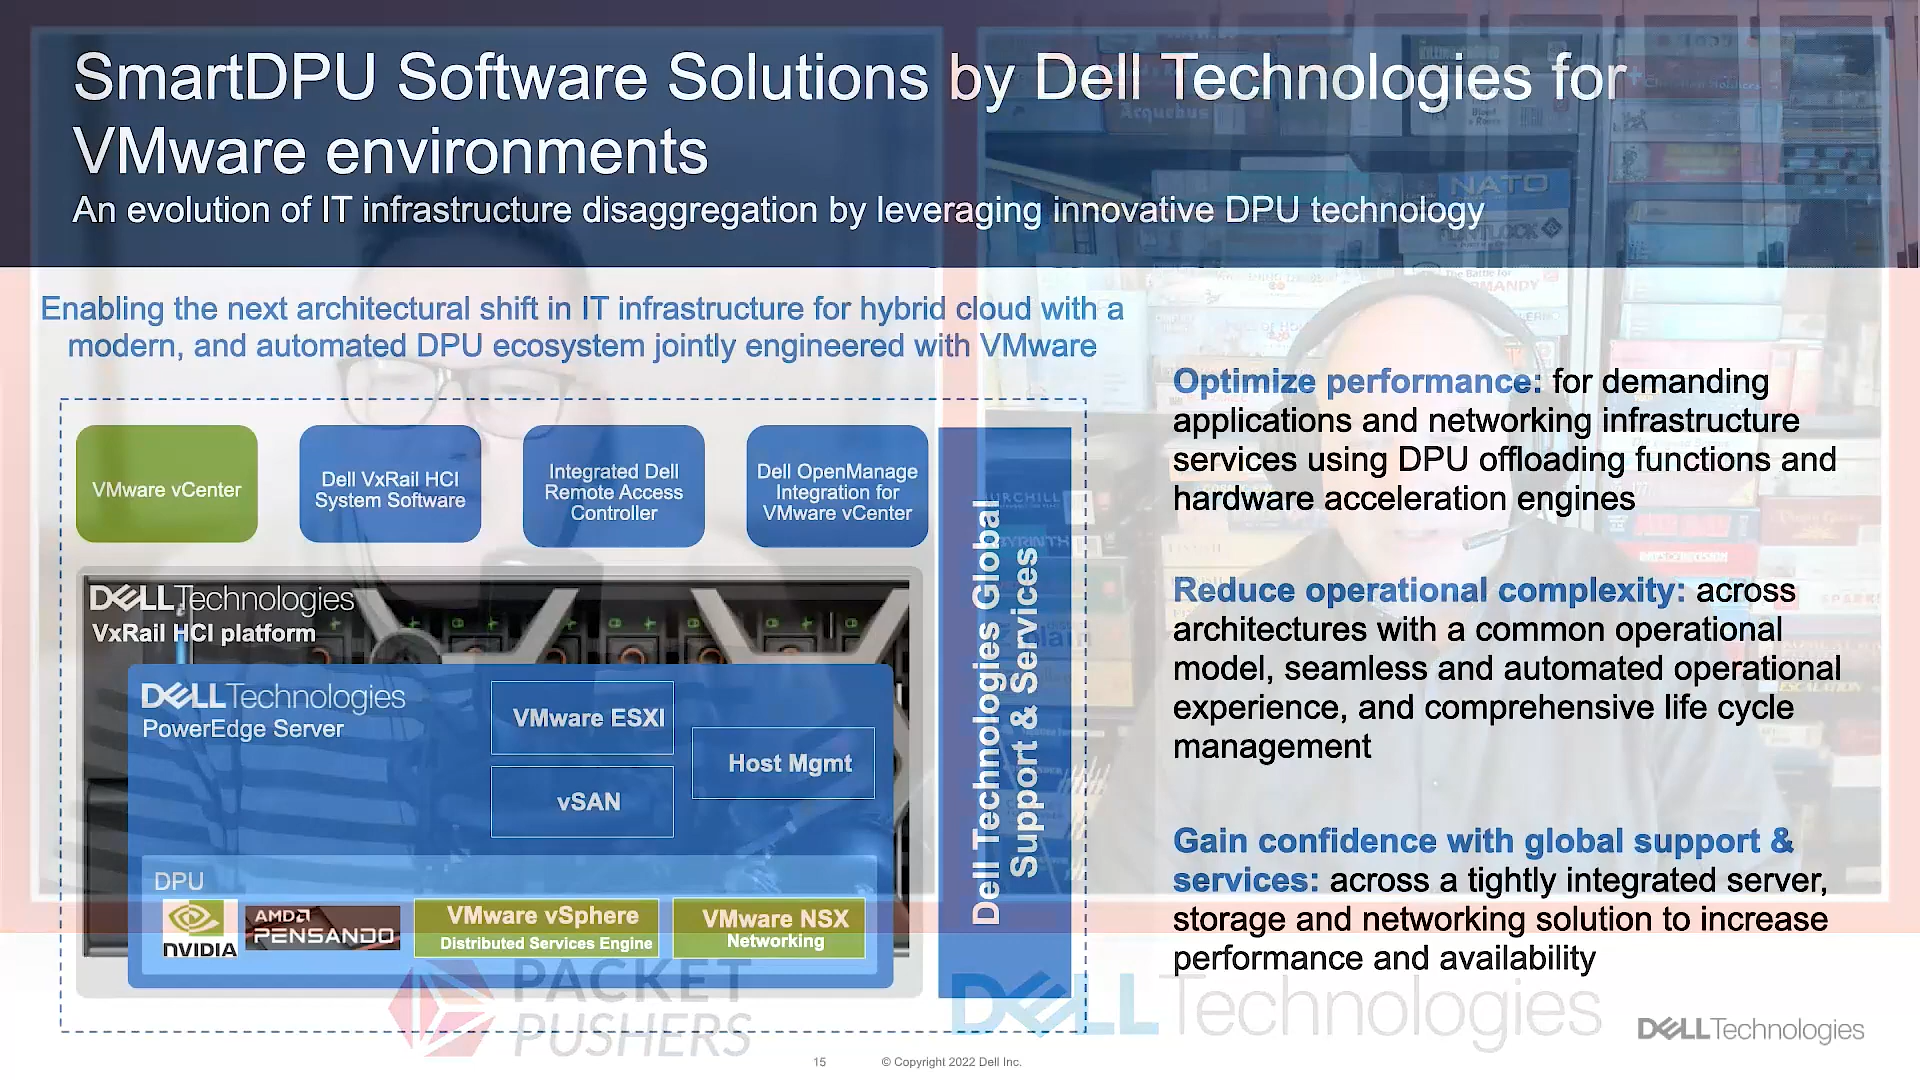 SmartDPU Software Solutions by Dell Technologies for
VMware environments
An evolution of IT infrastructure disaggregation by leveraging innovative DPU technology
Enabling the next architectural shift in IT infrastructure for hybrid cloud with a
modern, and automated DPU ecosystem jointly engineered with VMware
VMware vCenter
Dell VxRail HCI
System Software
Integrated Dell
Remote Access
Controller
Dell OpenManage
Integration for
VMware vCenter
DELL Technologies
VxRail HCI platform
DELL Technologies
PowerEdge Server
VMware ESXI
vSAN
Host Mgmt
DPU
NVIDIA
AMD
PENSANDO
VMware vSphere
Distributed Services Engine
VMware NSX
Networking
Dell Technologies Global
Support & Services
Optimize performance: for demanding
applications and networking infrastructure
services using DPU offloading functions and
hardware acceleration engines
Reduce operational complexity: across
architectures with a common operational
model, seamless and automated operational
experience, and comprehensive life cycle
management
Gain confidence with global support &
services: across a tightly integrated server,
storage and networking solution to increase
performance and availability
PACKET
PUSHERS
DELL Technologies
DELL Technologies
15
© Copyright 2022 Dell Inc.
NATO
Arquebus